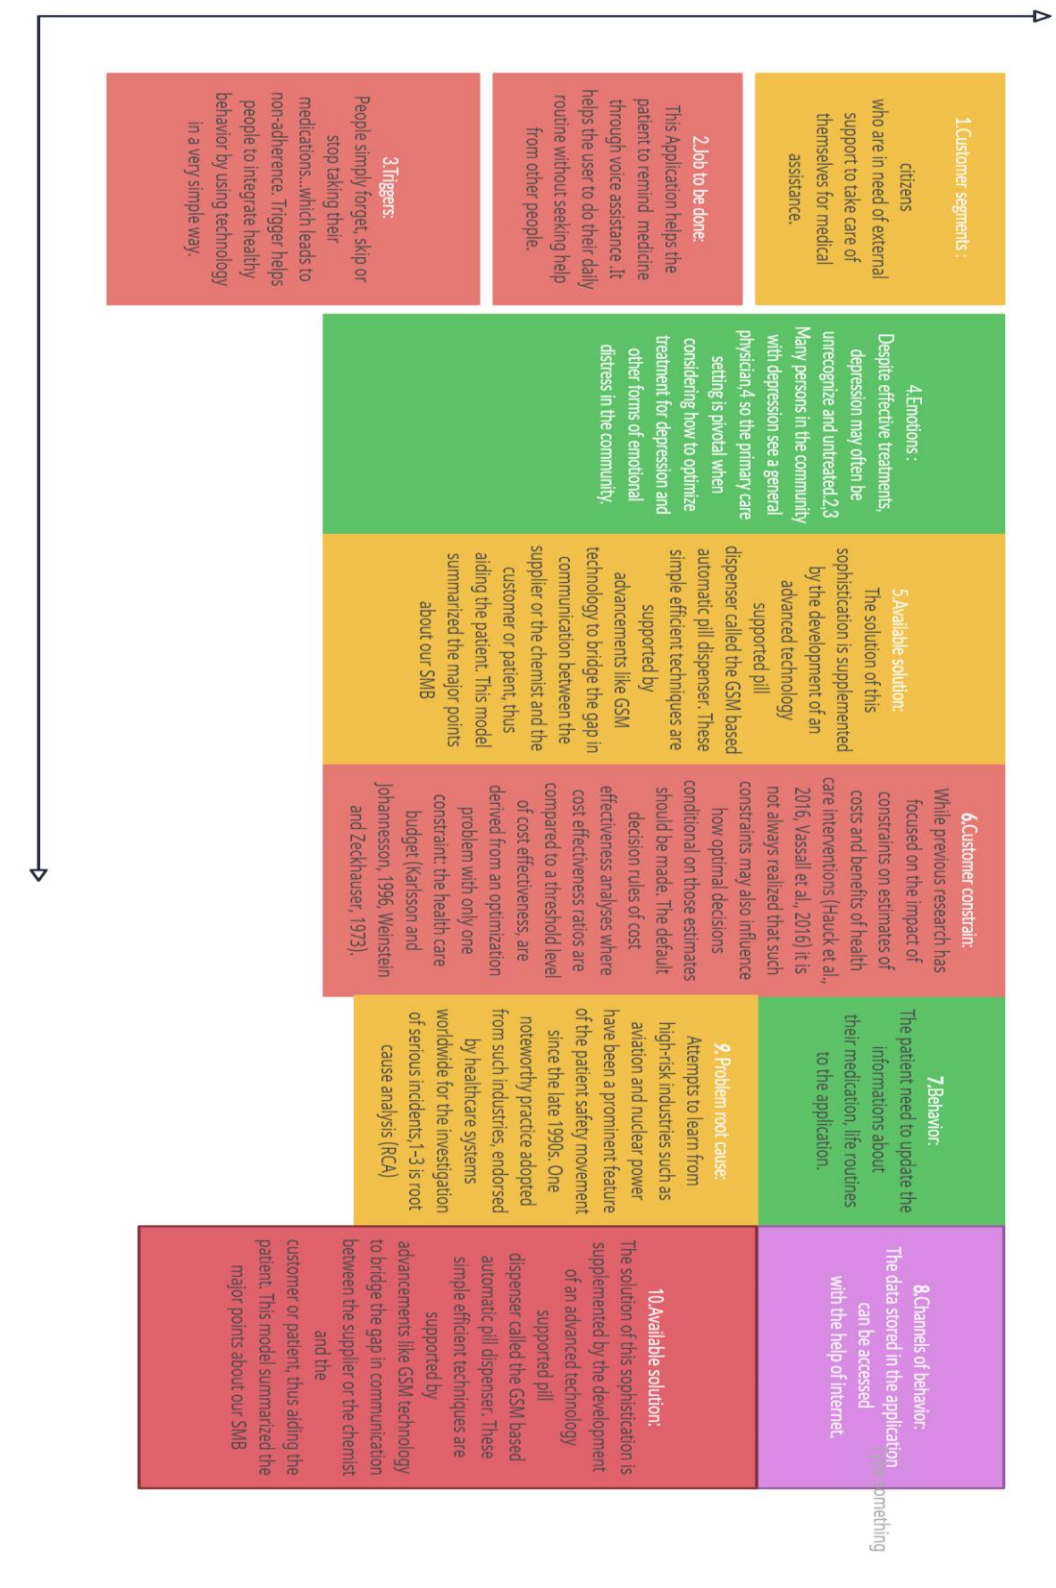 1.Customer segments :
citizens
who are in need of external
support to take care of
themselves for medical
assistance.
2.Job to be done:
This Application helps the
patient to remind medicine
through voice assistance .It
helps the user to do their daily
routine without seeking help
from other people.
3.Triggers:
People simply forget, skip or
stop taking their
medications...which leads to
non-adherence. Trigger helps
people to integrate healthy
behavior by using technology
in a very simple way.
4.Emotions :
Despite effective treatments,
depression may often be
unrecognize and untreated.2,3
Many persons in the community
with depression see a general
physician,4 so the primary care
setting is pivotal when
considering how to optimize
treatment for depression and
other forms of emotional
distress in the community.
5.Available solution:
The solution of this
sophistication is supplemented
by the development of an
advanced technology
supported pill
dispenser called the GSM based
automatic pill dispenser. These
simple efficient techniques are
supported by
advancements like GSM
technology to bridge the gap in
communication between the
supplier or the chemist and the
customer or patient, thus
aiding the patient. This model
summarized the major points
about our SMB
6.Customer constrain:
While previous research has
focused on the impact of
constraints on estimates of
costs and benefits of health
care interventions (Hauck et al.,
2016, Vassall et al., 2016) it is
not always realized that such
constraints may also influence
how optimal decisions
conditional on those estimates
should be made. The default
decision rules of cost
effectiveness analyses where
cost effectiveness ratios are
compared to a threshold level
of cost effectiveness, are
derived from an optimization
problem with only one
constraint: the health care
budget (Karlsson and
Johannesson, 1996, Weinstein
and Zeckhauser, 1973).
7.Behavior:
The patient need to update the
informations about
their medication, life routines
to the application.
8.Channels of behavior:
The data stored in the application
can be accessed
with the help of internet.
something
9. Problem root cause:
Attempts to learn from
high-risk industries such as
aviation and nuclear power
have been a prominent feature
of the patient safety movement
since the late 1990s. One
noteworthy practice adopted
from such industries, endorsed
by healthcare systems
worldwide for the investigation
of serious incidents,1–3 is root
cause analysis (RCA)
10.Available solution:
The solution of this sophistication is
supplemented by the development
of an advanced technology
supported pill
dispenser called the GSM based
automatic pill dispenser. These
simple efficient techniques are
supported by
advancements like GSM technology
to bridge the gap in communication
between the supplier or the chemist
and the
customer or patient, thus aiding the
patient. This model summarized the
major points about our SMB